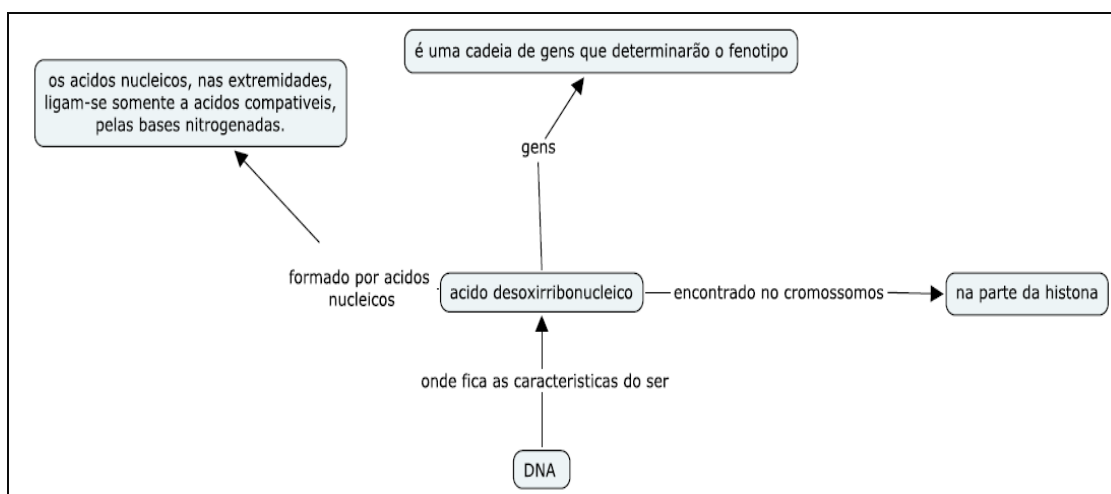 é uma cadeia de gens que determinarão o fenotipo
os acidos nucleicos, nas extremidades,
ligam-se somente a acidos compativeis,
pelas bases nitrogenadas.
gens
formado por acidos
nucleicos
acido desoxirribonucleico
encontrado no cromossomos
na parte da histona
onde fica as caracteristicas do ser
DNA